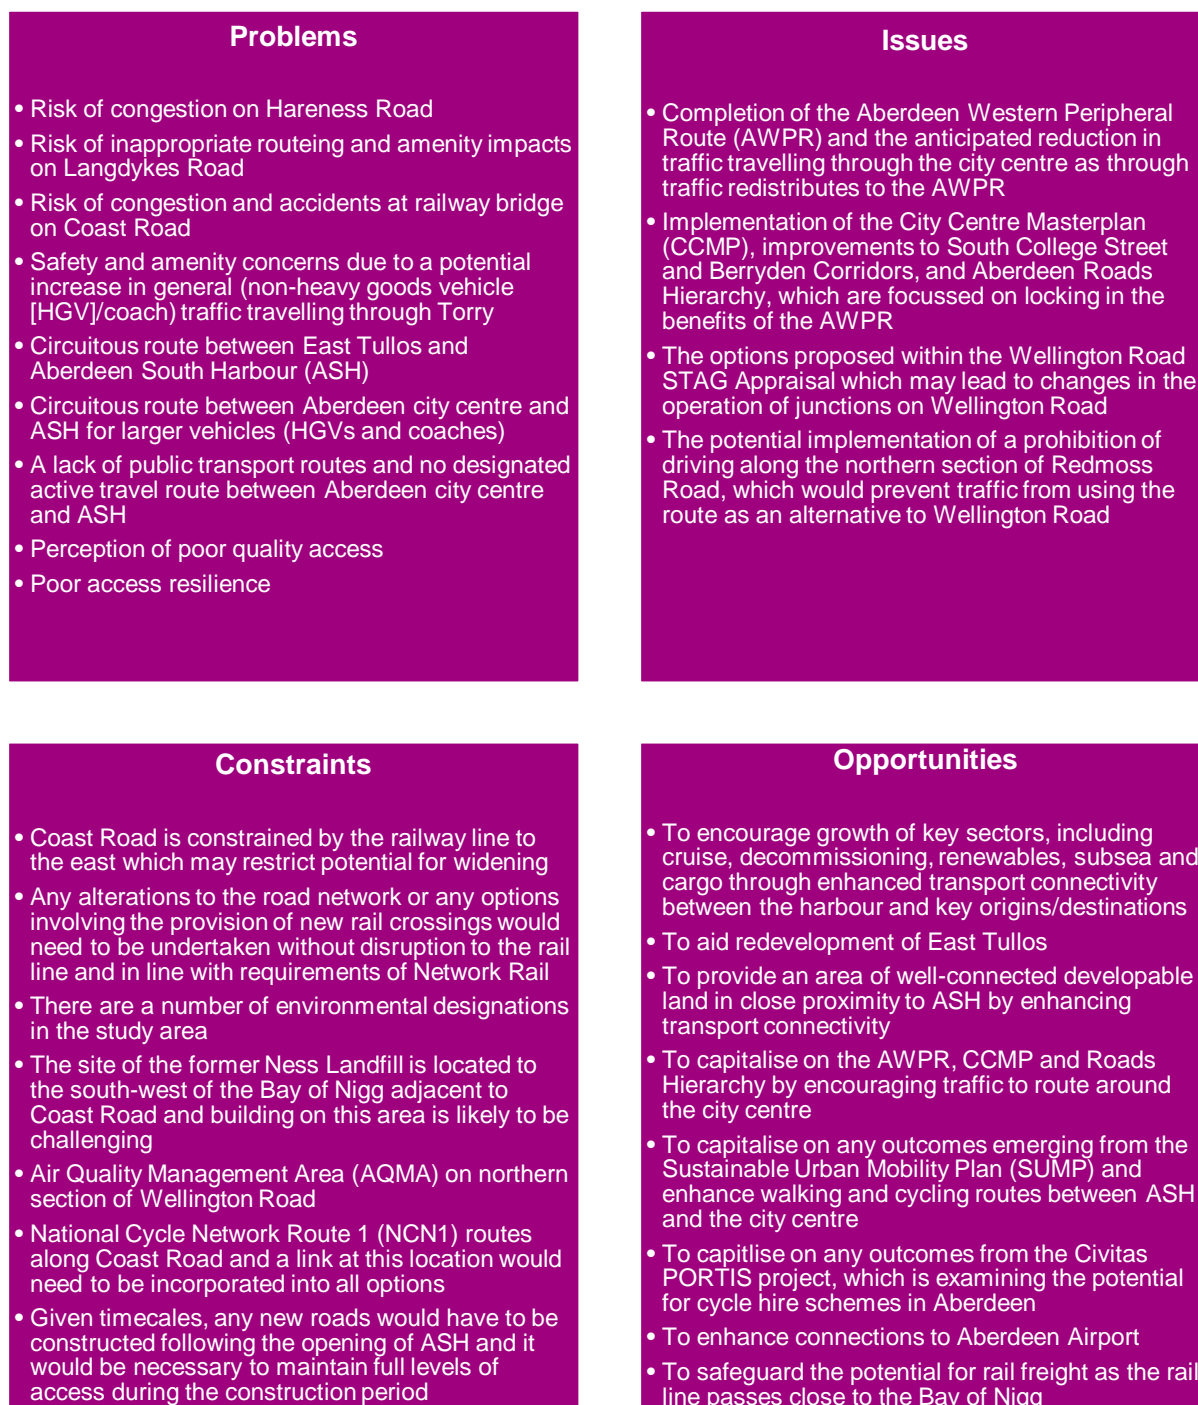 Problems
• Risk of congestion on Hareness Road
• Risk of inappropriate routeing and amenity impacts
on Langdykes Road
• Risk of congestion and accidents at railway bridge
on Coast Road
• Safety and amenity concerns due to a potential
increase in general (non-heavy goods vehicle
[HGV]/coach) traffic travelling through Torry
• Circuitous route between East Tullos and
Aberdeen South Harbour (ASH)
• Circuitous route between Aberdeen city centre and
ASH for larger vehicles (HGVs and coaches)
• A lack of public transport routes and no designated
active travel route between Aberdeen city centre
and ASH
• Perception of poor quality access
• Poor access resilience
Issues
• Completion of the Aberdeen Western Peripheral
Route (AWPR) and the anticipated reduction in
traffic travelling through the city centre as through
traffic redistributes to the AWPR
• Implementation of the City Centre Masterplan
(CCMP), improvements to South College Street
and Berryden Corridors, and Aberdeen Roads
Hierarchy, which are focussed on locking in the
benefits of the AWPR
• The options proposed within the Wellington Road
STAG Appraisal which may lead to changes in the
operation of junctions on Wellington Road
• The potential implementation of a prohibition of
driving along the northern section of Redmoss
Road, which would prevent traffic from using the
route as an alternative to Wellington Road
Constraints
• Coast Road is constrained by the railway line to
the east which may restrict potential for widening
• Any alterations to the road network or any options
involving the provision of new rail crossings would
need to be undertaken without disruption to the rail
line and in line with requirements of Network Rail
• There are a number of environmental designations
in the study area
• The site of the former Ness Landfill is located to
the south-west of the Bay of Nigg adjacent to
Coast Road and building on this area is likely to be
challenging
• Air Quality Management Area (AQMA) on northern
section of Wellington Road
• National Cycle Network Route 1 (NCN1) routes
along Coast Road and a link at this location would
need to be incorporated into all options
• Given timecales, any new roads would have to be
constructed following the opening of ASH and it
would be necessary to maintain full levels of
access during the construction period
Opportunities
• To encourage growth of key sectors, including
cruise, decommissioning, renewables, subsea and
cargo through enhanced transport connectivity
between the harbour and key origins/destinations
• To aid redevelopment of East Tullos
• To provide an area of well-connected developable
land in close proximity to ASH by enhancing
transport connectivity
• To capitalise on the AWPR, CCMP and Roads
Hierarchy by encouraging traffic to route around
the city centre
• To capitalise on any outcomes emerging from the
Sustainable Urban Mobility Plan (SUMP) and
enhance walking and cycling routes between ASH
and the city centre
• To capitlise on any outcomes from the Civitas
PORTIS project, which is examining the potential
for cycle hire schemes in Aberdeen
• To enhance connections to Aberdeen Airport
• To safeguard the potential for rail freight as the rail
line passes close to the Bay of Nigg